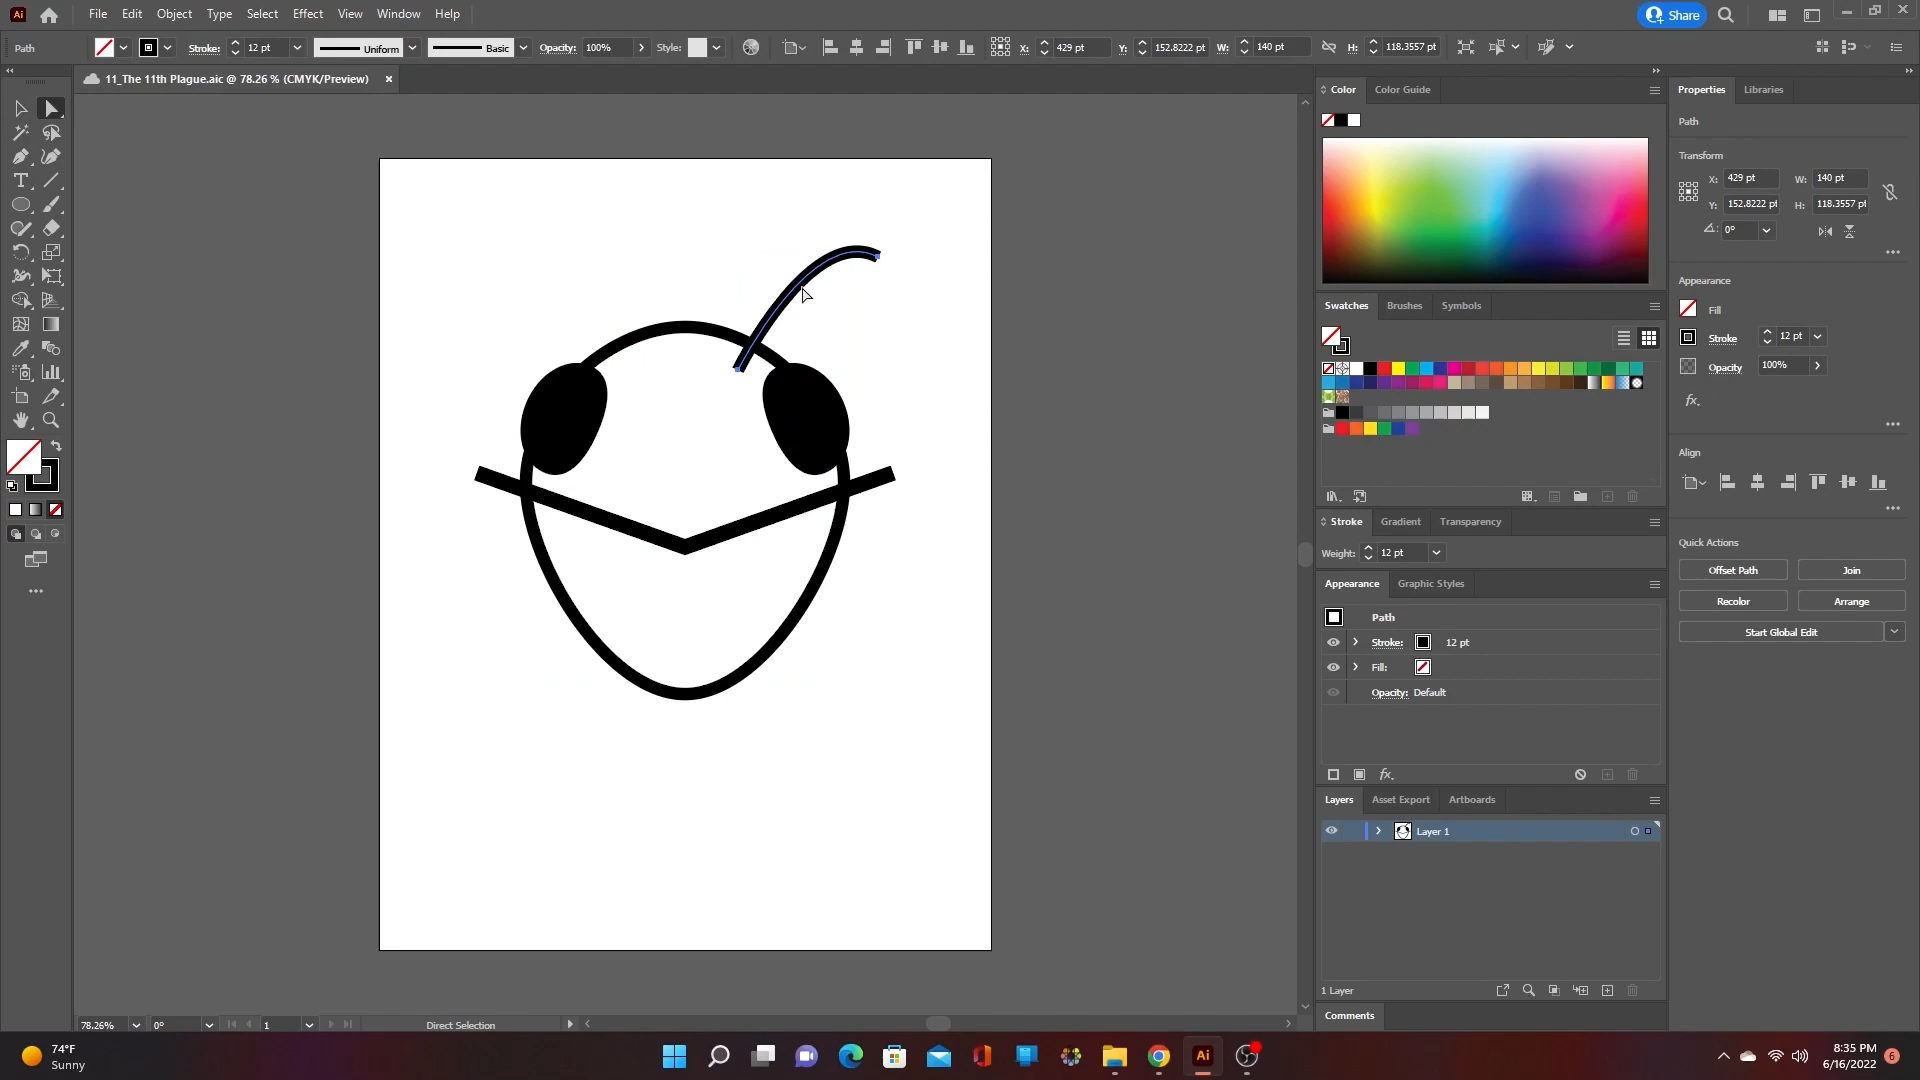 Ai File Edit Object Type Select Effect View Window Help Share
Path Stroke: 12 pt Uniform Basic Opacity: 100% Style: X: 429 pt Y: 152.8222 pt W: 140 pt H: 118.3557 pt
11_The 11th Plague.aic @ 78.26 % (CMYK/Preview) ×
Color Color Guide
Properties Libraries
Path
Transform
X: 429 pt W: 140 pt
Y: 152.8222 pt H: 118.3557 pt
0°
Appearance
Fill
Stroke 12 pt
Opacity 100%
fx.
Align
Quick Actions
Offset Path Join
Recolor Arrange
Start Global Edit
Swatches Brushes Symbols
Stroke Gradient Transparency
Weight: 12 pt
Appearance Graphic Styles
Path
Stroke: 12 pt
Fill:
Opacity: Default
fx.
Layers Asset Export Artboards
Layer 1
1 Layer
Comments
78.26% 0° 1 Direct Selection
74°F
Sunny
Ai
8:35 PM
6/16/2022
6